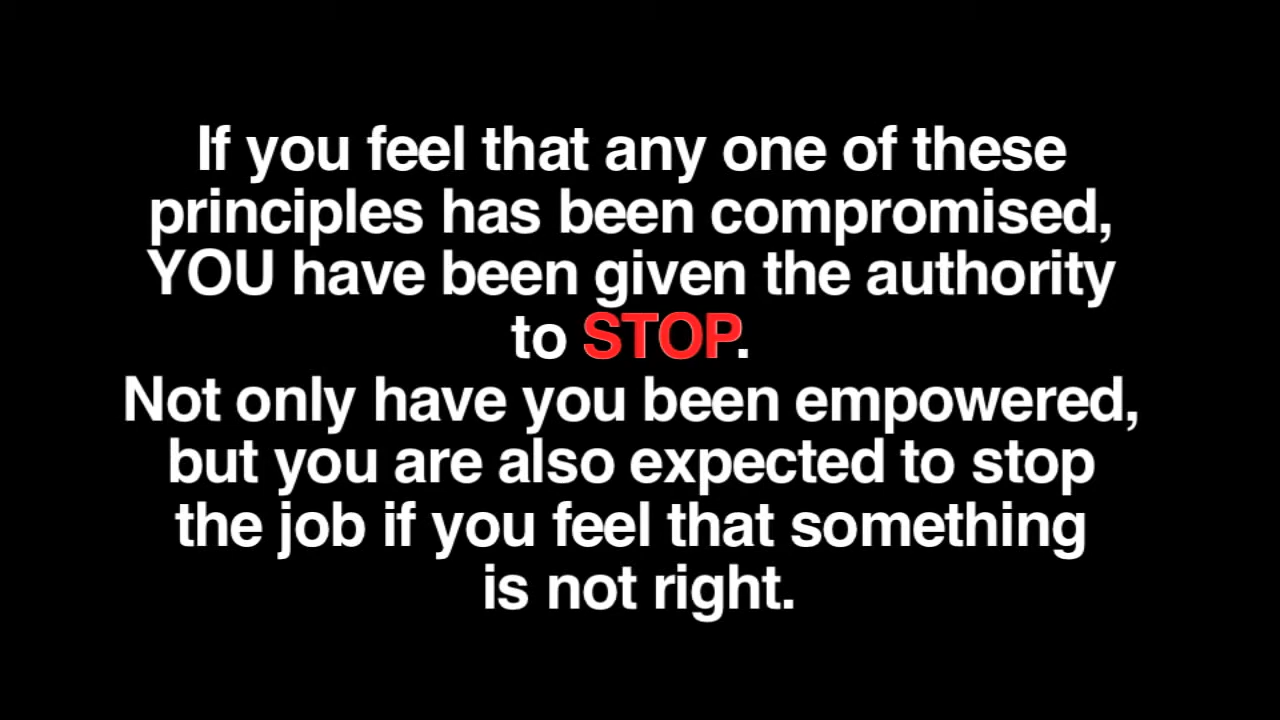 If you feel that any one of these
principles has been compromised,
YOU have been given the authority
to STOP.
Not only have you been empowered,
but you are also expected to stop
the job if you feel that something
is not right.